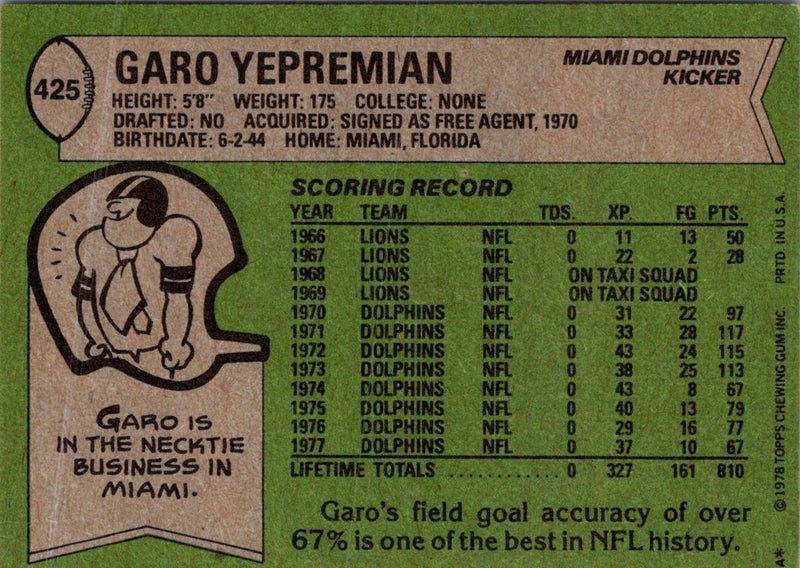 425
GARO YEPREMIAN
MIAMI DOLPHINS
KICKER
HEIGHT: 5'8" WEIGHT: 175 COLLEGE: NONE
DRAFTED: NO ACQUIRED: SIGNED AS FREE AGENT, 1970
BIRTHDATE: 6-2-44 HOME: MIAMI, FLORIDA
SCORING RECORD
YEAR TEAM TDS. XP. FG PTS.
1966 LIONS NFL 0 11 13 50
1967 LIONS NFL 0 22 2 28
1968 LIONS NFL ON TAXI SQUAD
1969 LIONS NFL ON TAXI SQUAD
1970 DOLPHINS NFL 0 31 22 97
1971 DOLPHINS NFL 0 33 28 117
1972 DOLPHINS NFL 0 43 24 115
1973 DOLPHINS NFL 0 38 25 113
1974 DOLPHINS NFL 0 43 8 67
1975 DOLPHINS NFL 0 40 13 79
1976 DOLPHINS NFL 0 29 16 77
1977 DOLPHINS NFL 0 37 10 67
LIFETIME TOTALS ........... 0 327 161 810
GARO IS
IN THE NECKTIE
BUSINESS IN
MIAMI.
Garo's field goal accuracy of over
67% is one of the best in NFL history.
A* © 1978 TOPPS CHEWING GUM INC. PRTD. IN U.S.A.